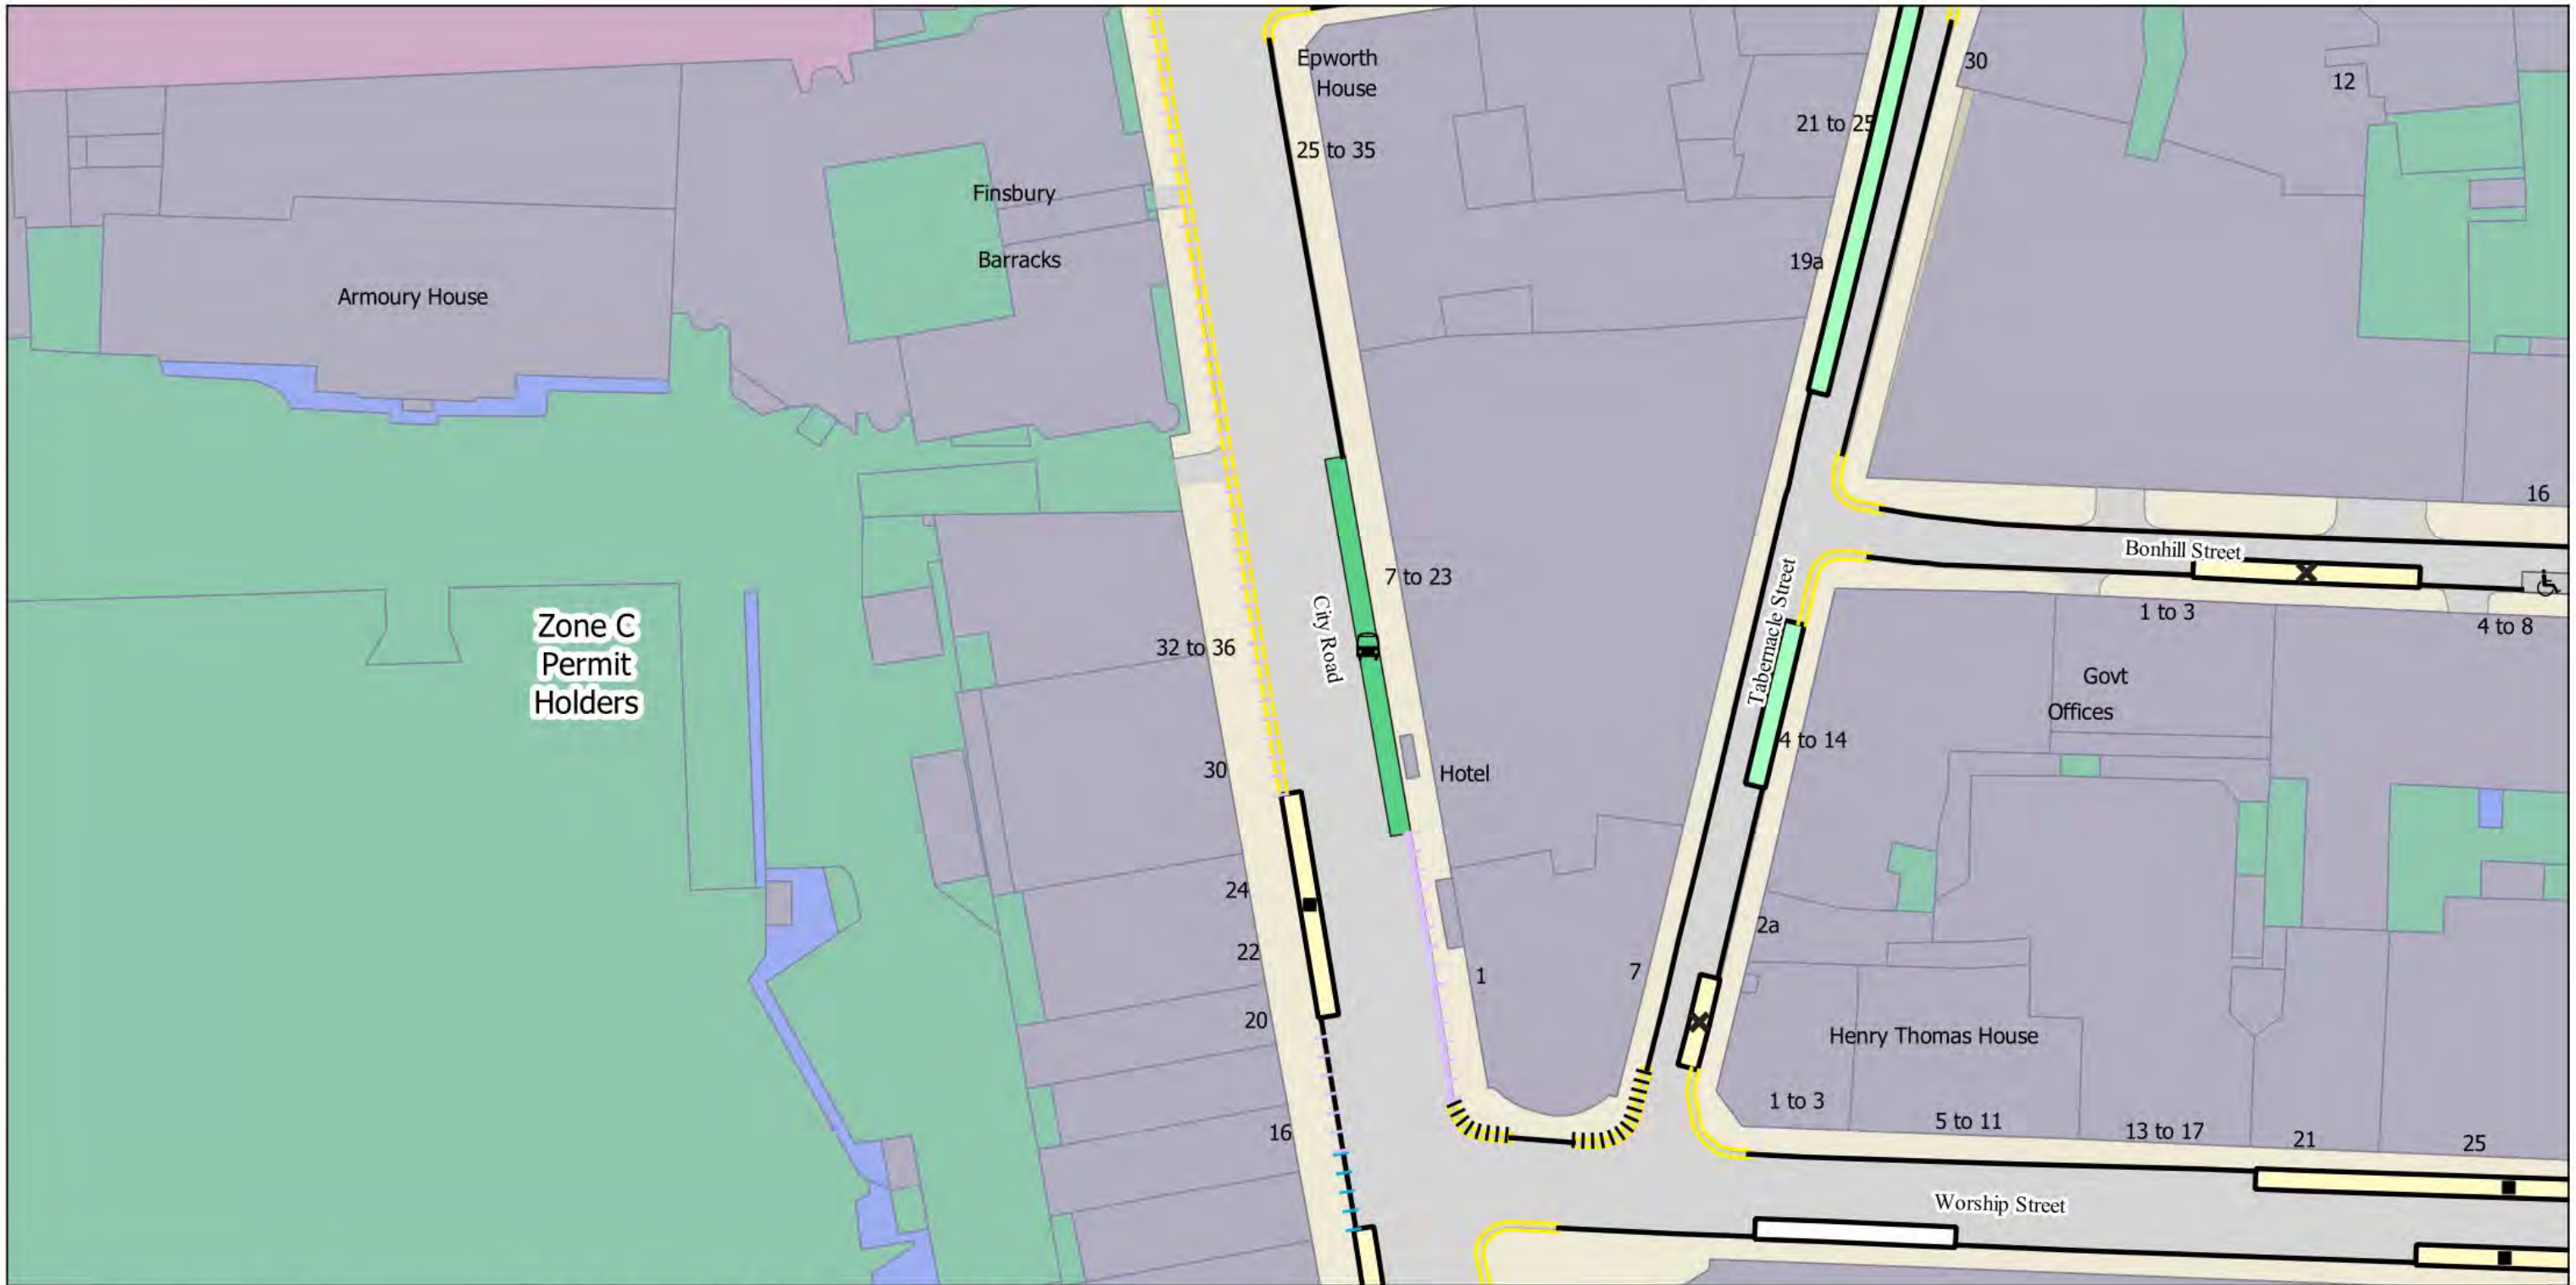 Epworth
House
30
12
21 to 25
25 to 35
Finsbury
Barracks
19a
Armoury House
16
Bonhill Street
7 to 23
City Road
Tabernacle Street
1 to 3
4 to 8
Zone C
Permit
Holders
32 to 36
Govt
Offices
4 to 14
30
Hotel
24
2a
22
1
7
20
Henry Thomas House
1 to 3
5 to 11
13 to 17
21
25
16
Worship Street